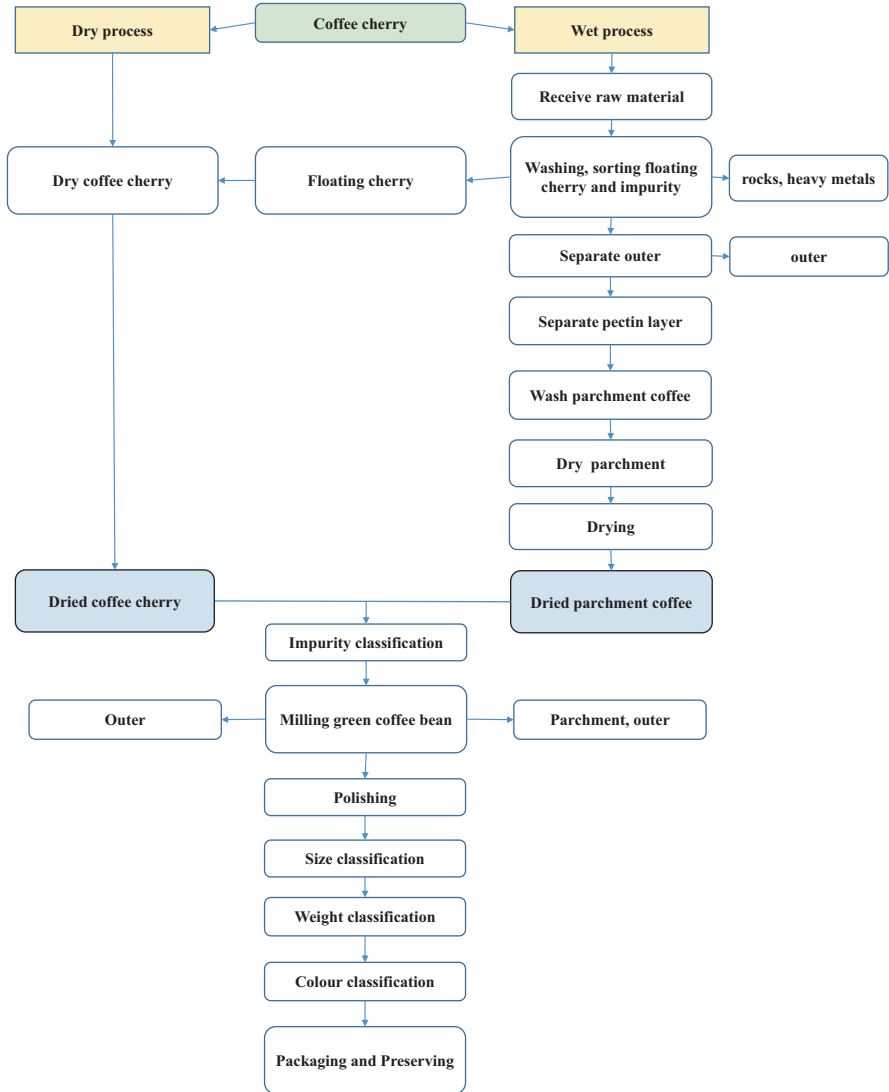 Coffee cherry
Dry process
Wet process
Receive raw material
Dry coffee cherry
Floating cherry
Washing, sorting floating
cherry and impurity
rocks, heavy metals
Separate outer
outer
Separate pectin layer
Wash parchment coffee
Dry parchment
Drying
Dried coffee cherry
Dried parchment coffee
Impurity classification
Outer
Milling green coffee bean
Parchment, outer
Polishing
Size classification
Weight classification
Colour classification
Packaging and Preserving